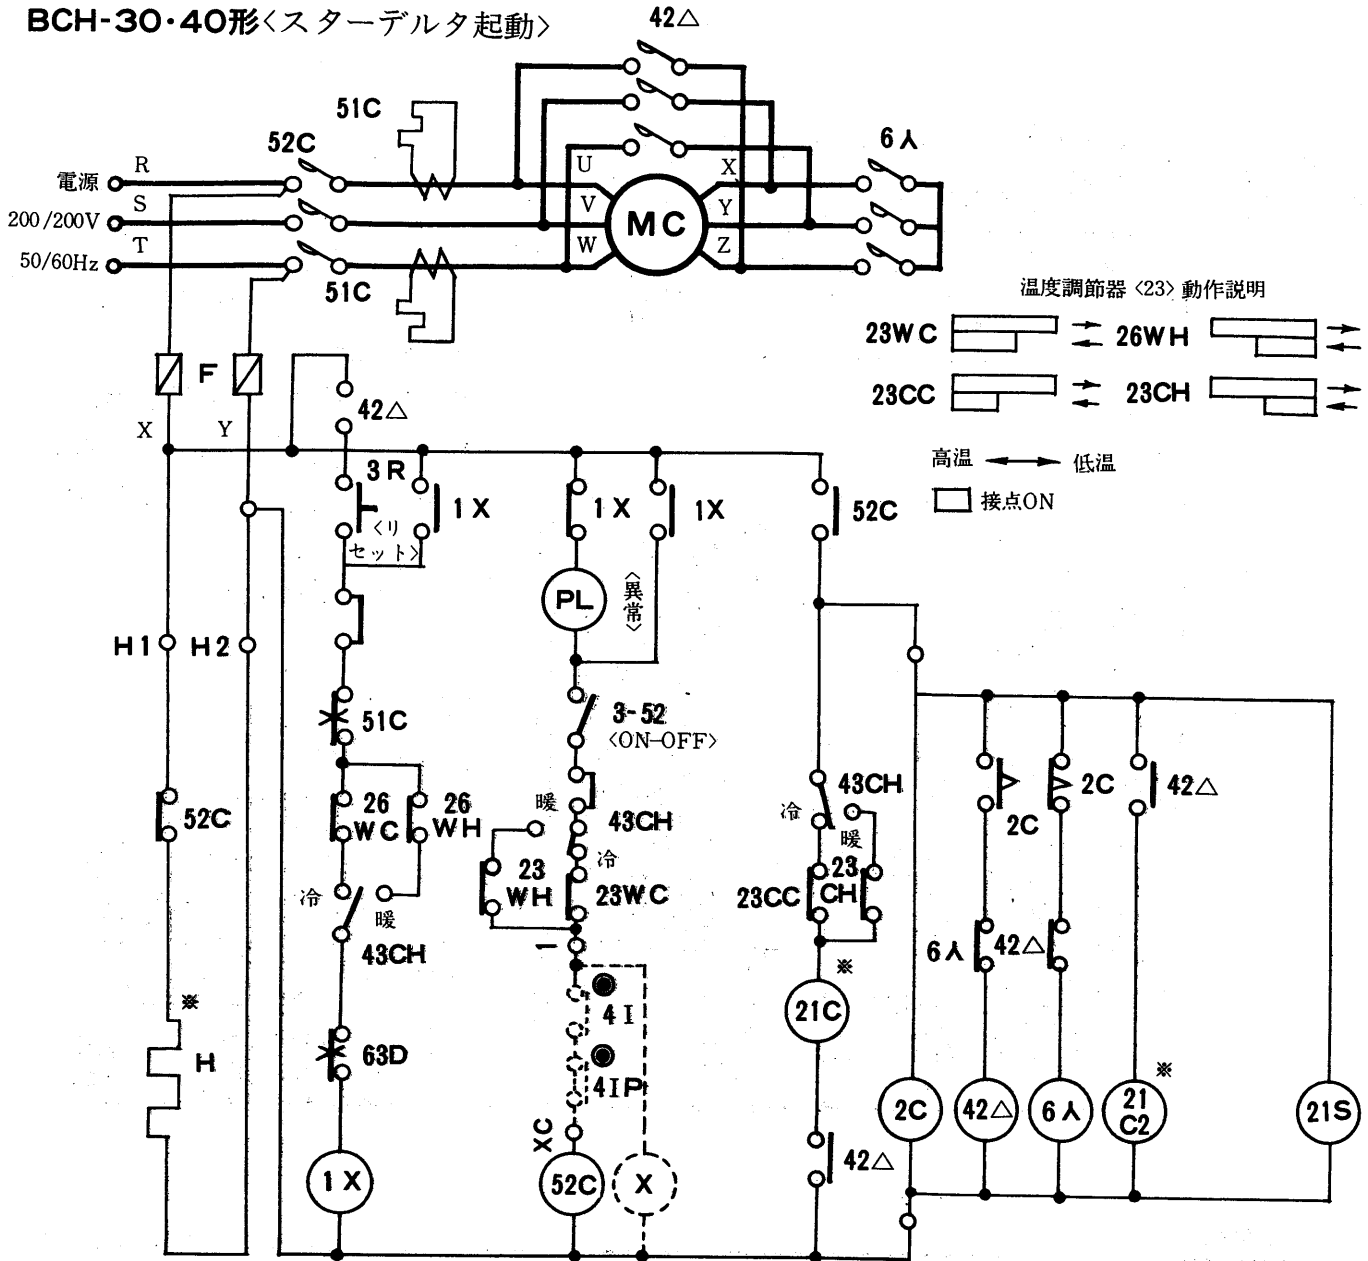 BCH-30・40形〈スターデルタ起動〉
42△
51C
52C
6人
R
電源
S
200/200V
T
50/60Hz
U
V
W
MC
X
Y
Z
51C
温度調節器〈23〉動作説明
23WC
26WH
23CC
23CH
高温
低温
接点ON
F
X
Y
42△
3R
〈リセット〉
1X
1X
1X
52C
PL
〈異常〉
H1
H2
51C
3-52
〈ON-OFF〉
26
WC
26
WH
52C
暖
43CH
冷
23
WH
23WC
冷
43CH
暖
23CC
23
CH
2C
2C
42△
冷
暖
43CH
1
6人
42△
※
H
63D
4I
4IP
※
21C
XC
1X
52C
X
42△
2C
42△
6人
※
21
C2
21S